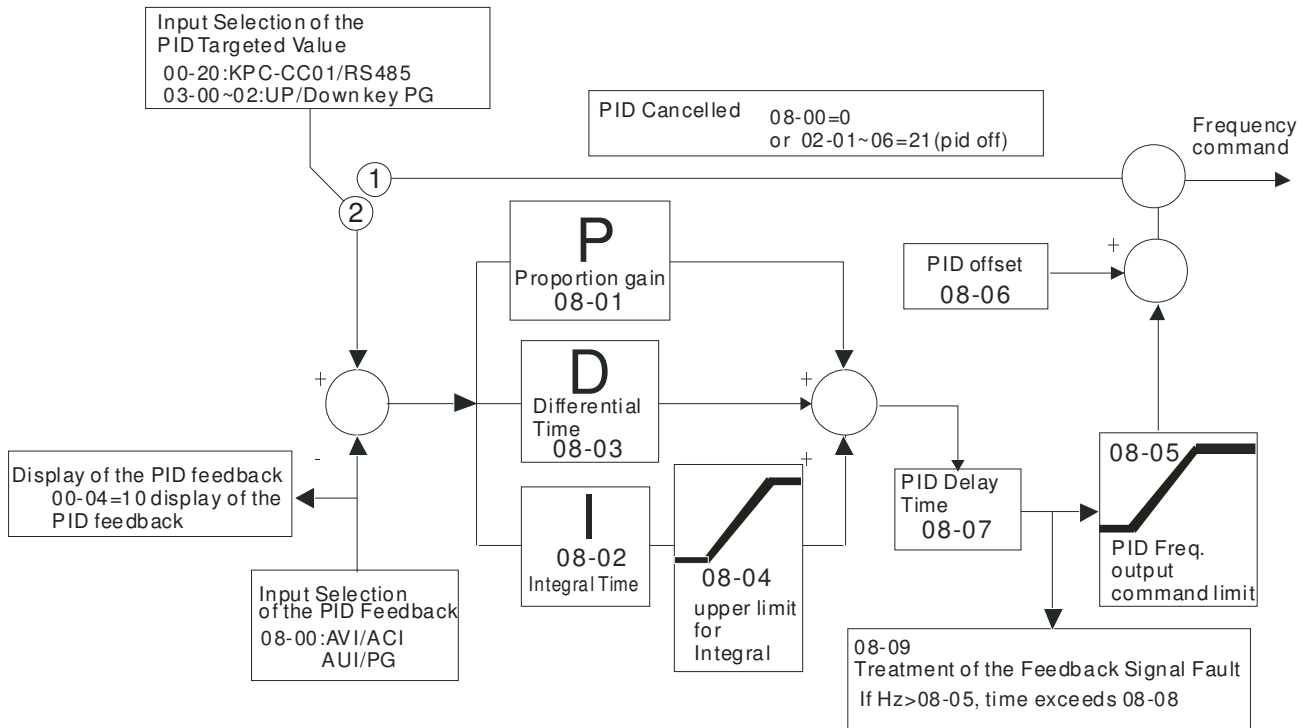 Input Selection of the
PID Targeted Value
00-20:KPC-CC01/RS485
03-00~02:UP/Down key PG
PID Cancelled
08-00=0
or 02-01~06=21(pid off)
Frequency
command
1
2
P
Proportion gain
08-01
PID offset
08-06
+
+
D
Differential
Time
08-03
+
-
Display of the PID feedback
00-04=10 display of the
PID feedback
I
08-02
Integral Time
08-04
upper limit
for
Integral
+
PID Delay
Time
08-07
08-05
PID Freq.
output
command limit
Input Selection
of the PID Feedback
08-00:AVI/ACI
AUI/PG
08-09
Treatment of the Feedback Signal Fault
If Hz>08-05, time exceeds 08-08